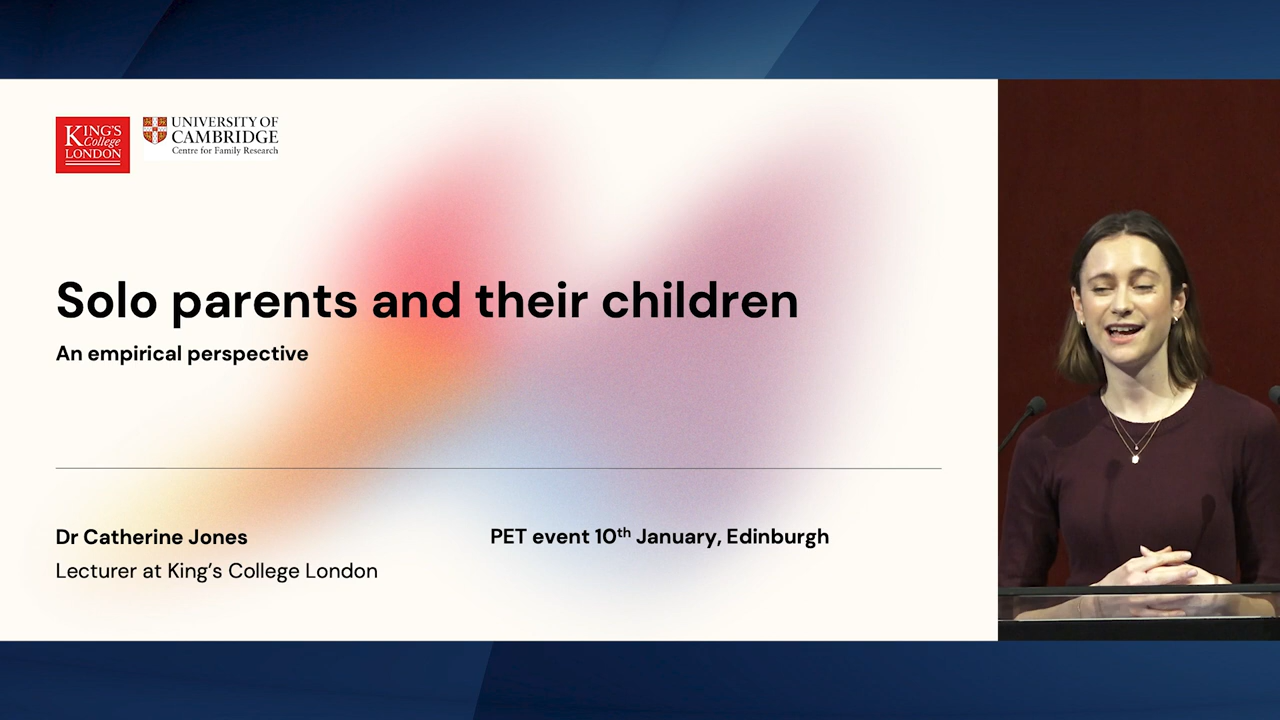 KING'S
College
LONDON
UNIVERSITY OF
CAMBRIDGE
Centre for Family Research
Solo parents and their children
An empirical perspective
Dr Catherine Jones
PET event 10th January, Edinburgh
Lecturer at King's College London